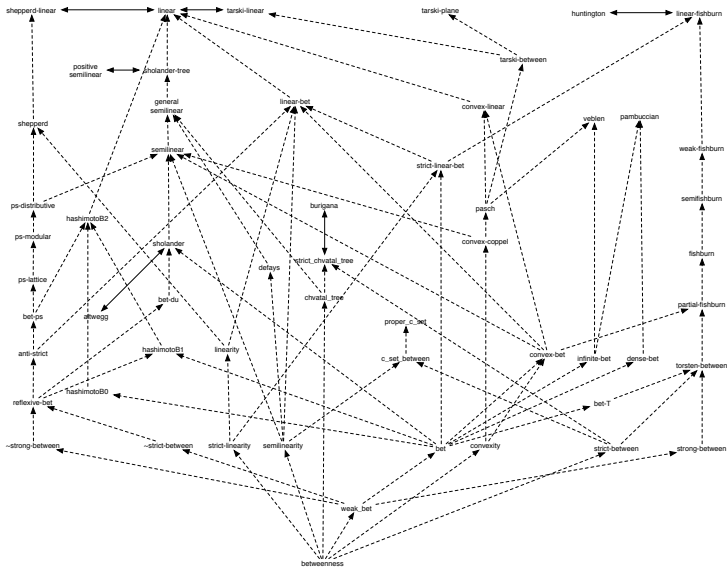 shepperd-linear
linear
tarski-linear
tarski-plane
huntington
linear-fishburn
tarski-between
positive
semilinear
sholander-tree
general
semilinear
linear-bet
convex-linear
shepperd
veblen
pambuccian
semilinear
weak-fishburn
strict-linear-bet
ps-distributive
hashimotoB2
burigana
pasch
semifishburn
ps-modular
sholander
convex-coppel
strict_chvatal_tree
defays
fishburn
ps-lattice
bet-du
chvatal_tree
partial-fishburn
bet-ps
altwegg
proper_c_set
anti-strict
hashimotoB1
linearity
c_set_between
convex-bet
infinite-bet
dense-bet
torsten-between
reflexive-bet
hashimotoB0
bet-T
~strong-between
~strict-between
strict-linearity
semilinearity
bet
convexity
strict-between
strong-between
weak_bet
betweenness